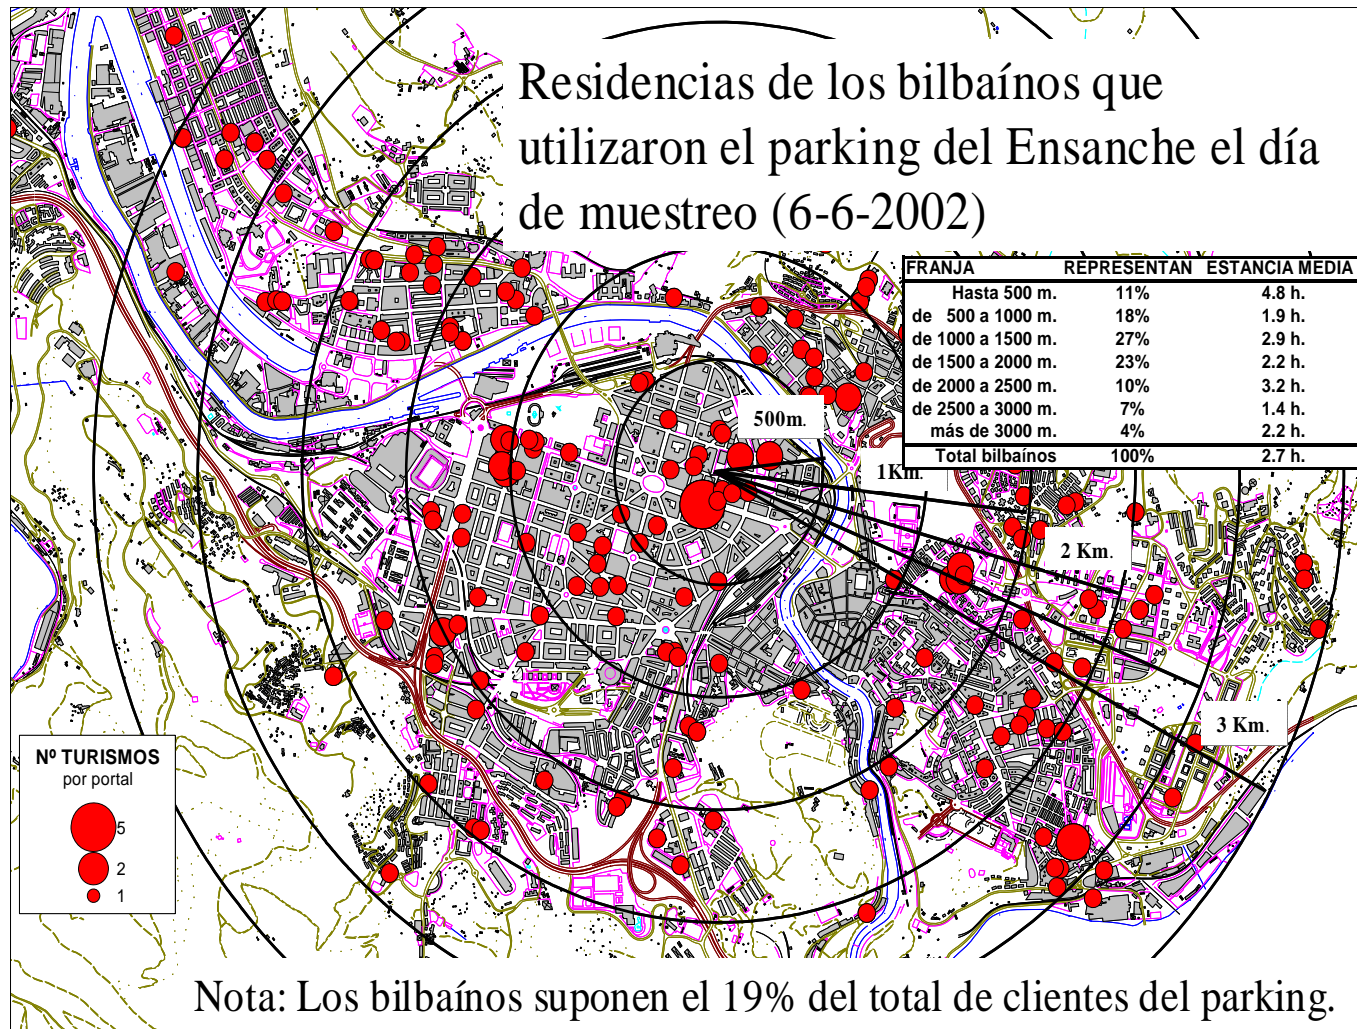 Residencias de los bilbaínos que
utilizaron el parking del Ensanche el día
de muestreo (6-6-2002)
FRANJA REPRESENTAN ESTANCIA MEDIA
Hasta 500 m. 11% 4.8 h.
de 500 a 1000 m. 18% 1.9 h.
de 1000 a 1500 m. 27% 2.9 h.
de 1500 a 2000 m. 23% 2.2 h.
de 2000 a 2500 m. 10% 3.2 h.
de 2500 a 3000 m. 7% 1.4 h.
más de 3000 m. 4% 2.2 h.
Total bilbaínos 100% 2.7 h.
500m.
1Km.
2 Km.
3 Km.
Nº TURISMOS
por portal
5
2
1
Nota: Los bilbaínos suponen el 19% del total de clientes del parking.